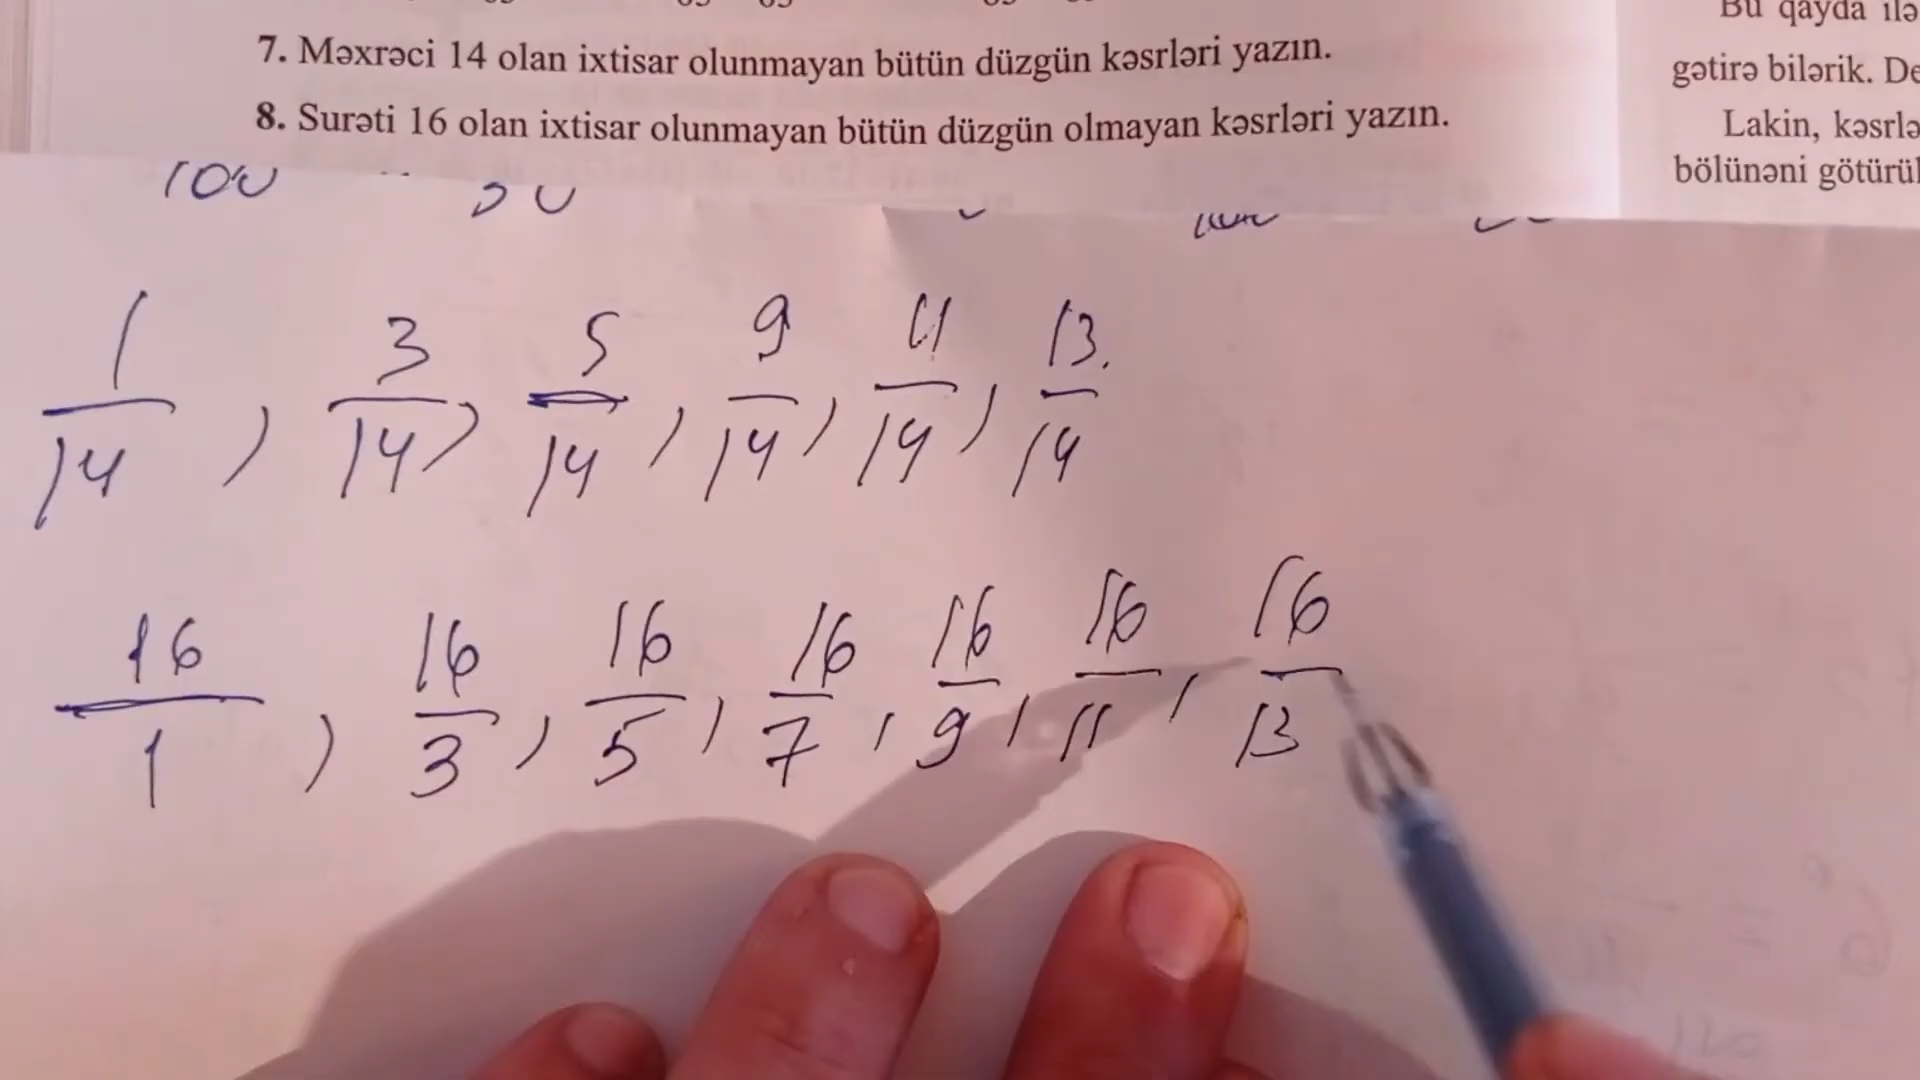 7. Məxrəci 14 olan ixtisar olunmayan bütün düzgün kəsrləri yazın.
8. Surəti 16 olan ixtisar olunmayan bütün düzgün olmayan kəsrləri yazın.
Bu qayda ilə
gətirə bilərik. De
Lakin, kəsrlə
bölünəni götürül
100
1/14, 3/14, 5/14, 9/14, 11/14, 13/14
16/1, 16/3, 16/5, 16/7, 16/9, 16/11, 16/13